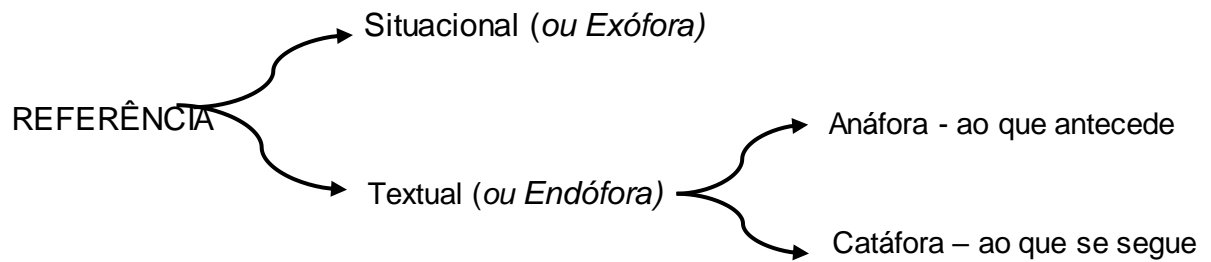 Situacional (ou Exófora)
REFERÊNCIA
Anáfora - ao que antecede
Textual (ou Endófora)
Catáfora – ao que se segue